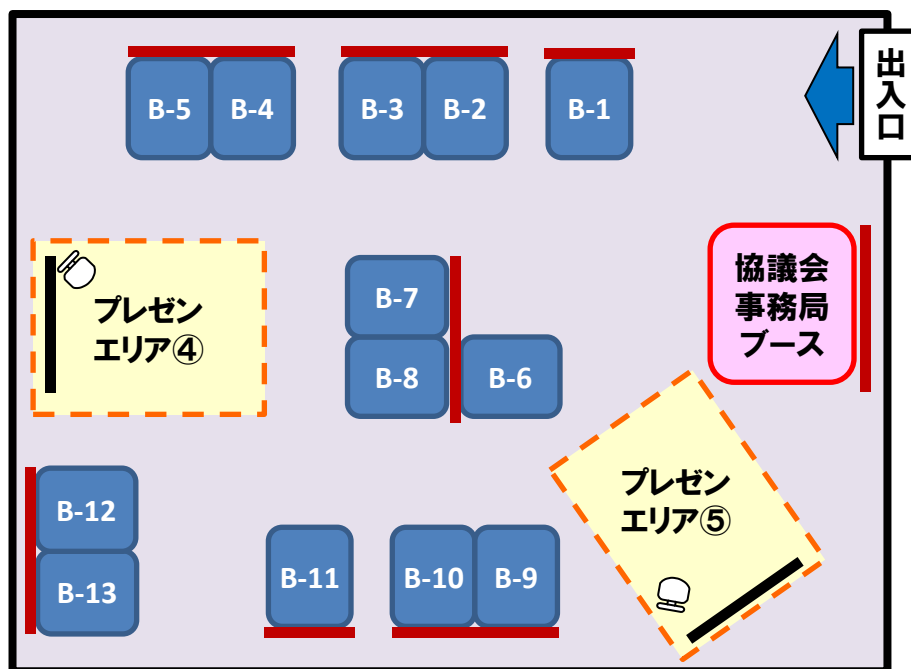 B-5
B-4
B-3
B-2
B-1
出入口
協議会
事務局
ブース
プレゼン
エリア④
B-7
B-8
B-6
プレゼン
エリア⑤
B-12
B-13
B-11
B-10
B-9